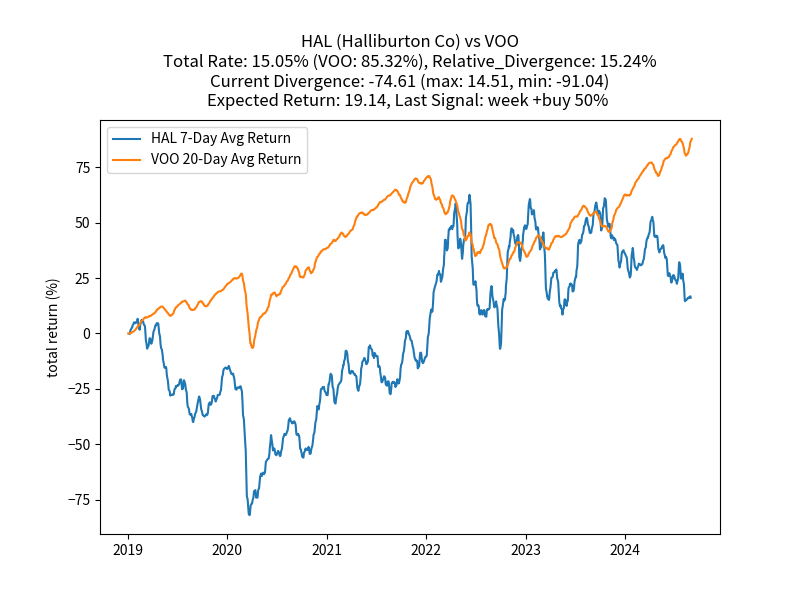 HAL (Halliburton Co) vs VOO
Total Rate: 15.05% (VOO: 85.32%), Relative_Divergence: 15.24%
Current Divergence: -74.61 (max: 14.51, min: -91.04)
Expected Return: 19.14, Last Signal: week +buy 50%
HAL 7-Day Avg Return
VOO 20-Day Avg Return
total return (%)
75
50
25
0
−25
−50
−75
2019
2020
2021
2022
2023
2024